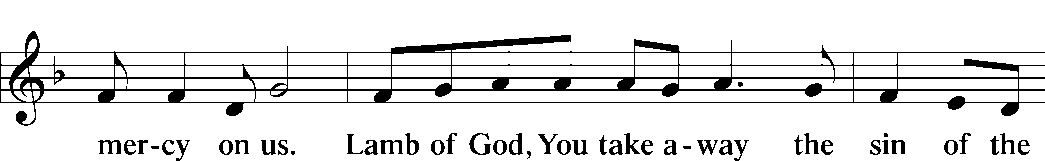 mer-cy on us. Lamb of God, You take a-way the sin of the